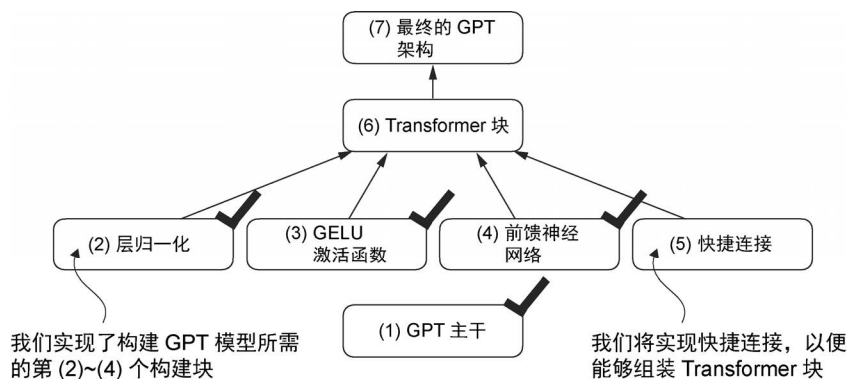 (7) 最终的 GPT
架构
(6) Transformer 块
(2) 层归一化
(3) GELU
激活函数
(4) 前馈神经
网络
(5) 快捷连接
(1) GPT 主干
我们实现了构建 GPT 模型所需
的第 (2)~(4) 个构建块
我们将实现快捷连接，以便
能够组装 Transformer 块